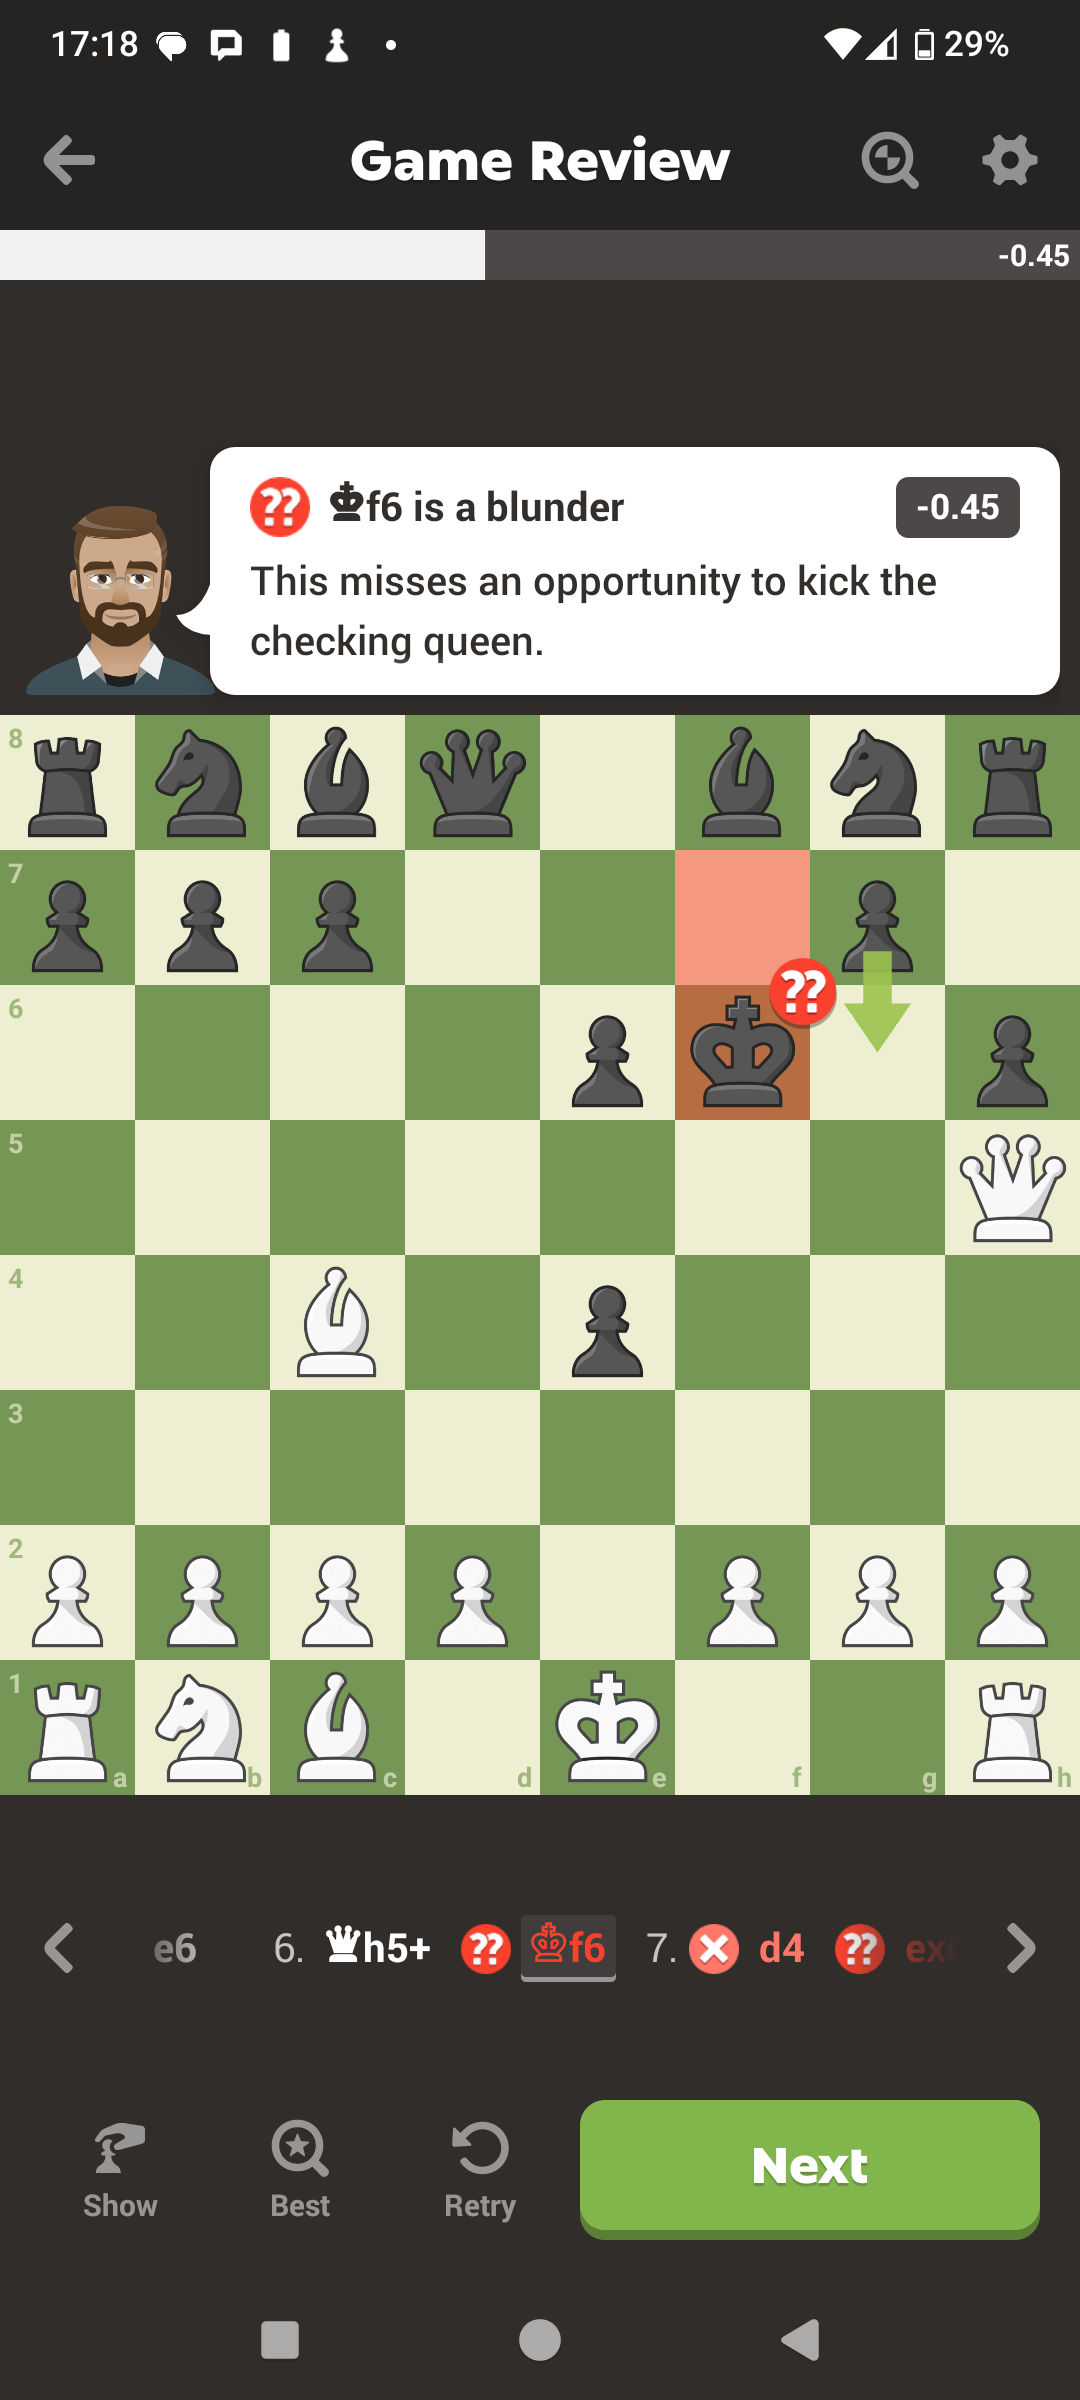 17:18
29%
Game Review
-0.45
?? f6 is a blunder
-0.45
This misses an opportunity to kick the
checking queen.
8
7
??
6
5
4
3
2
1
a b c d e f g h
e6 6. h5+ ?? f6 7. d4 ??
Show
Best
Retry
Next